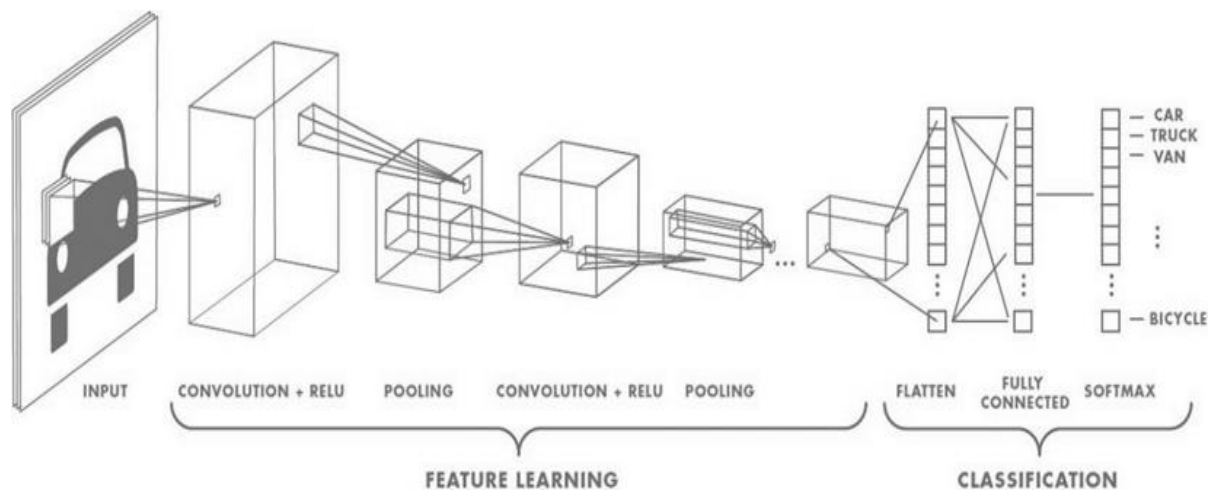 CAR
TRUCK
VAN
BICYCLE
INPUT
CONVOLUTION + RELU
POOLING
CONVOLUTION + RELU
POOLING
FLATTEN
FULLY
CONNECTED
SOFTMAX
FEATURE LEARNING
CLASSIFICATION